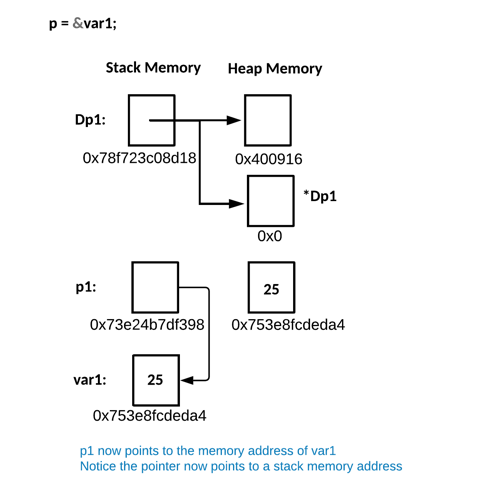 p = &var1;
Stack Memory Heap Memory
Dp1:
0x78f723c08d18 0x400916
*Dp1
0x0
p1:
25
0x73e24b7df398 0x753e8fcdeda4
var1: 25
0x753e8fcdeda4
p1 now points to the memory address of var1
Notice the pointer now points to a stack memory address